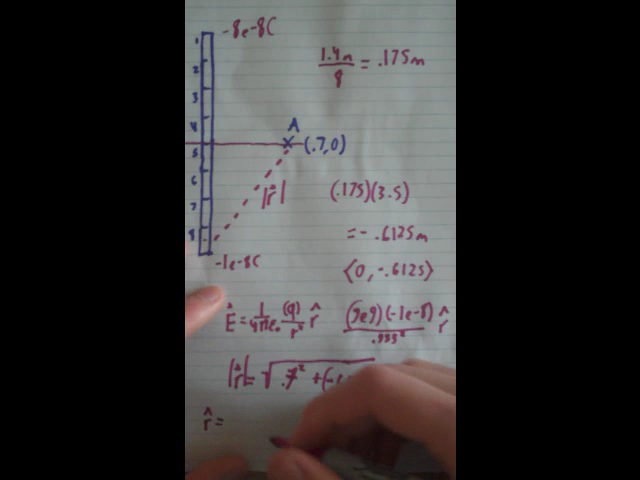 -8e-8C
1.4m/8 = .175m
1
2
3
4
5
6
7
8
A
(.7,0)
|r⃗|
(.175)(3.5)
= -.6125m
⟨0, -.6125⟩
-1e-8C
E⃗ = 1/4πε₀ (q)/r² r̂
(9e9)(-1e-8)/.933² r̂
|r⃗| = √.7² + (-
r̂ =